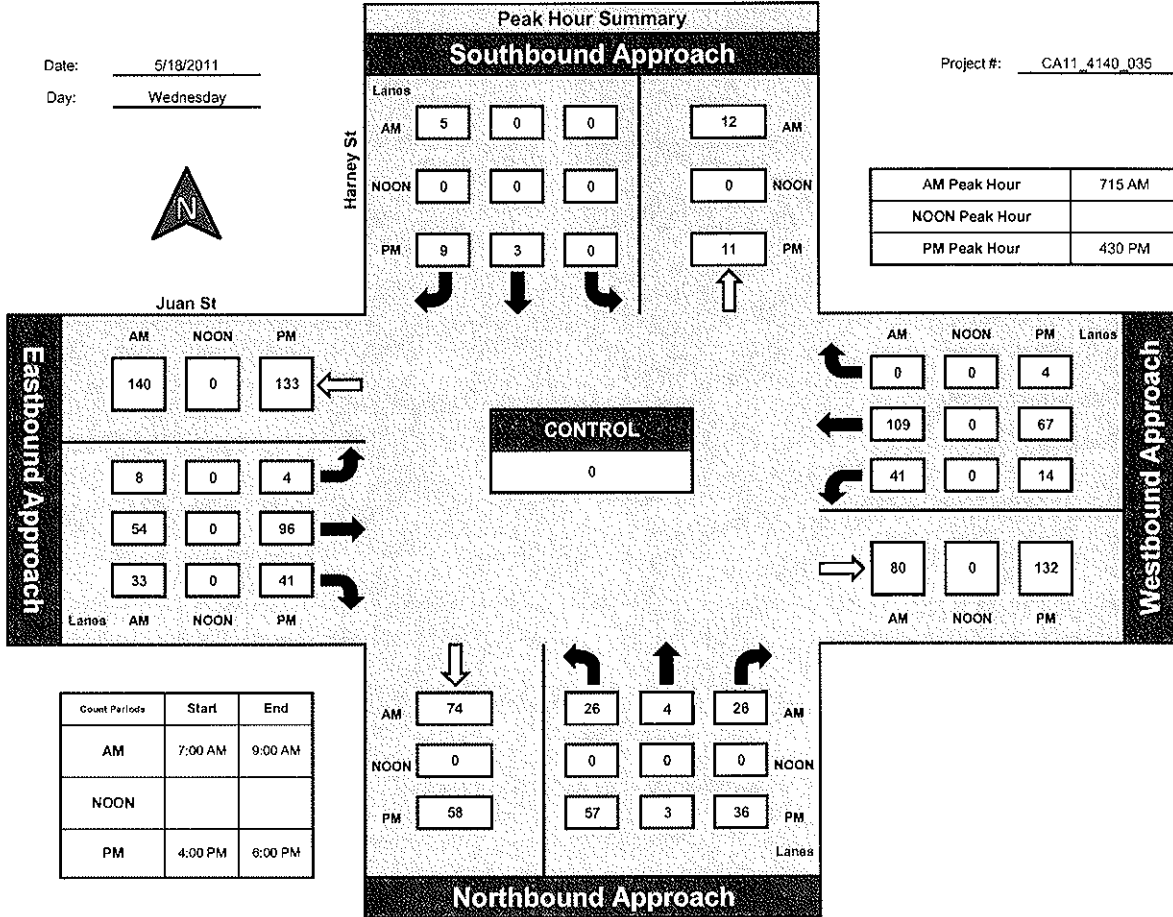 Peak Hour Summary
Southbound Approach
Date: 5/18/2011
Day: Wednesday
Project #: CA11_4140_035
N
Harney St
Lanes
AM 5 0 0 12 AM
NOON 0 0 0 0 NOON
PM 9 3 0 11 PM
AM Peak Hour 715 AM
NOON Peak Hour
PM Peak Hour 430 PM
Juan St
Eastbound Approach
AM NOON PM
140 0 133
8 0 4
54 0 96
33 0 41
Lanes AM NOON PM
CONTROL
0
AM NOON PM Lanes
0 0 4
109 0 67
41 0 14
80 0 132
AM NOON PM
Westbound Approach
Count Periods Start End
AM 7:00 AM 9:00 AM
NOON
PM 4:00 PM 6:00 PM
AM 74 26 4 26 AM
NOON 0 0 0 0 NOON
PM 58 57 3 36 PM
Lanes
Northbound Approach